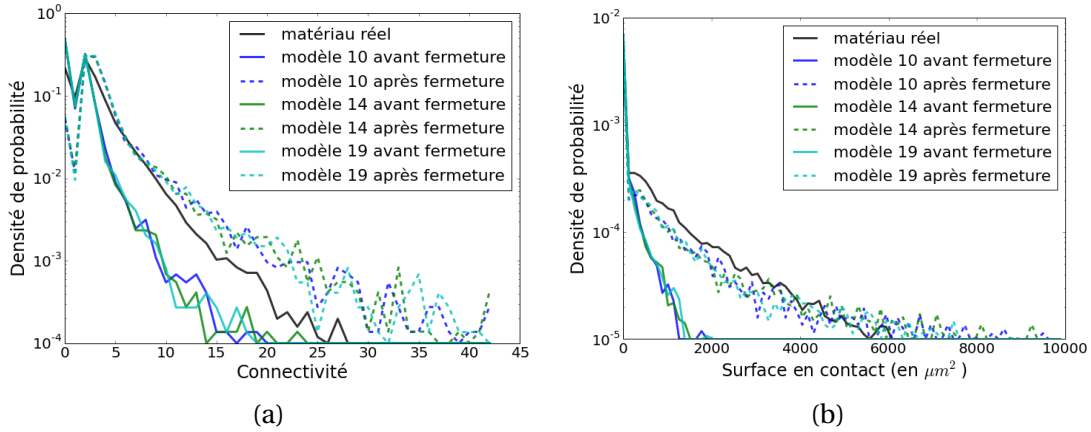 10^0
10^-1
10^-2
10^-3
10^-4
Densité de probabilité
matériau réel
modèle 10 avant fermeture
modèle 10 après fermeture
modèle 14 avant fermeture
modèle 14 après fermeture
modèle 19 avant fermeture
modèle 19 après fermeture
0 5 10 15 20 25 30 35 40 45
Connectivité
(a)
10^-2
10^-3
10^-4
10^-5
Densité de probabilité
matériau réel
modèle 10 avant fermeture
modèle 10 après fermeture
modèle 14 avant fermeture
modèle 14 après fermeture
modèle 19 avant fermeture
modèle 19 après fermeture
0 2000 4000 6000 8000 10000
Surface en contact (en μm²)
(b)